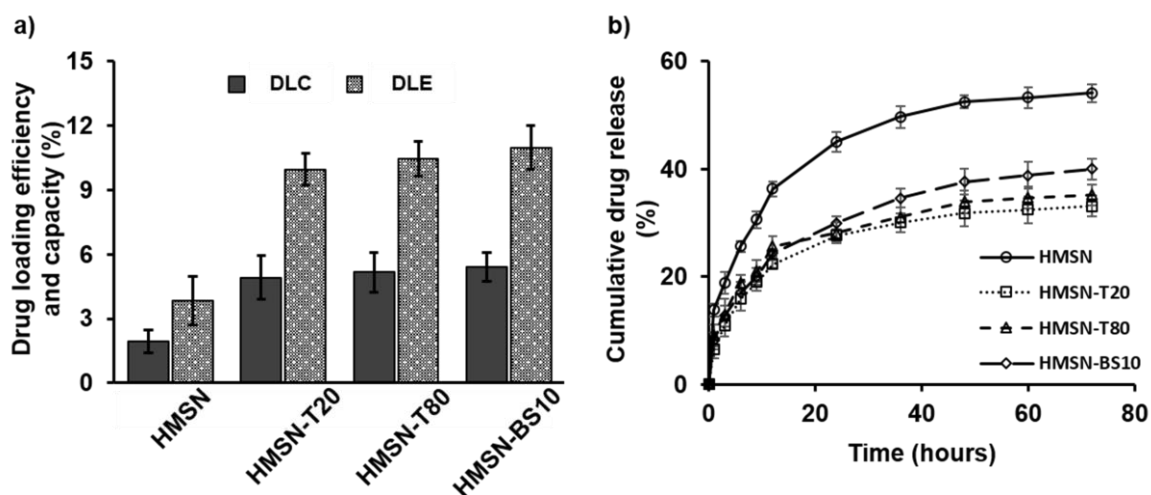 a)
Drug loading efficiency
and capacity (%)
15
12
9
6
3
0
DLC
DLE
HMSN
HMSN-T20
HMSN-T80
HMSN-BS10
b)
Cumulative drug release
(%)
60
40
20
0
0
20
40
60
80
Time (hours)
HMSN
HMSN-T20
HMSN-T80
HMSN-BS10